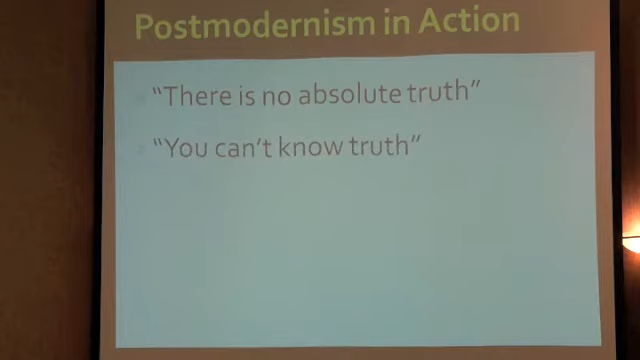 Postmodernism in Action
“There is no absolute truth”
“You can’t know truth”